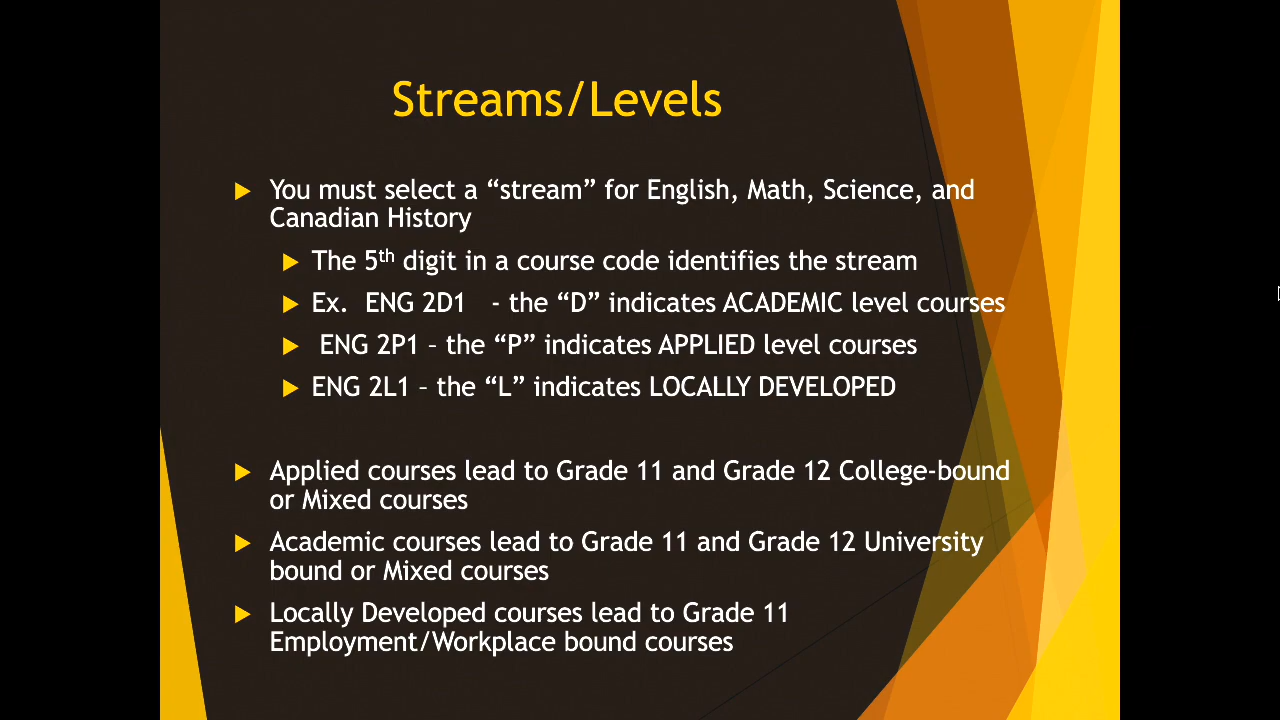 Streams/Levels
You must select a “stream” for English, Math, Science, and
Canadian History
The 5th digit in a course code identifies the stream
Ex.  ENG 2D1   - the “D” indicates ACADEMIC level courses
ENG 2P1 – the “P” indicates APPLIED level courses
ENG 2L1 – the “L” indicates LOCALLY DEVELOPED
Applied courses lead to Grade 11 and Grade 12 College-bound
or Mixed courses
Academic courses lead to Grade 11 and Grade 12 University
bound or Mixed courses
Locally Developed courses lead to Grade 11
Employment/Workplace bound courses